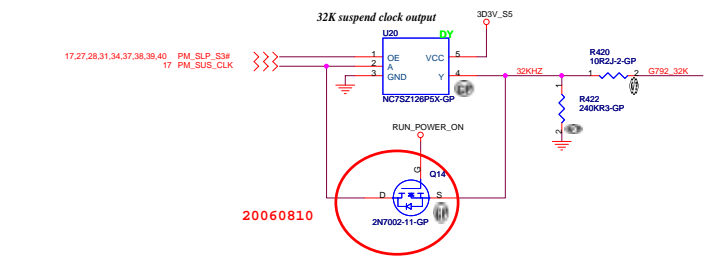 32K suspend clock output
3D3V_S5
U20
DY
17,27,28,31,34,37,38,39,40 PM_SLP_S3#
17 PM_SUS_CLK
1 OE VCC 5
2 A
3 GND Y 4
NC7SZ126P5X-GP
32KHZ
R420
10R2J-2-GP
1 2 G792_32K
1
R422
240KR3-GP
2
RUN_POWER_ON
G
Q14
D S
2N7002-11-GP
20060810